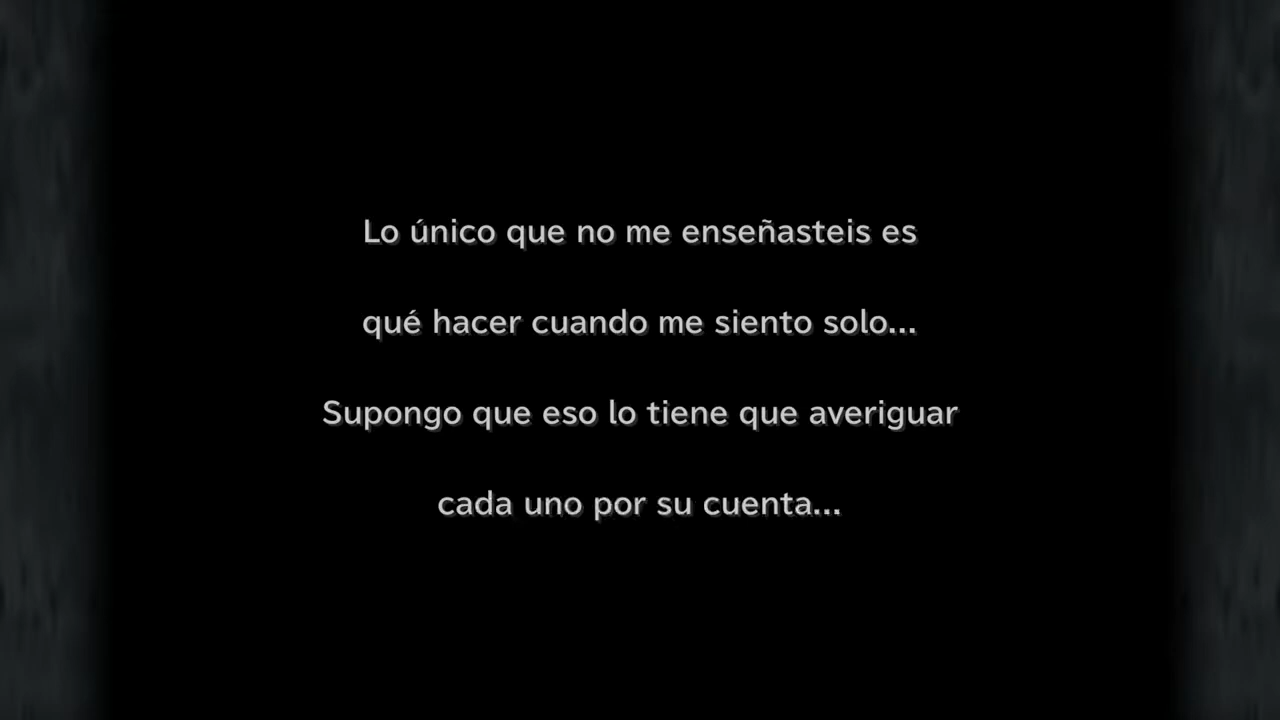 Lo único que no me enseñasteis es
qué hacer cuando me siento solo...
Supongo que eso lo tiene que averiguar
cada uno por su cuenta...